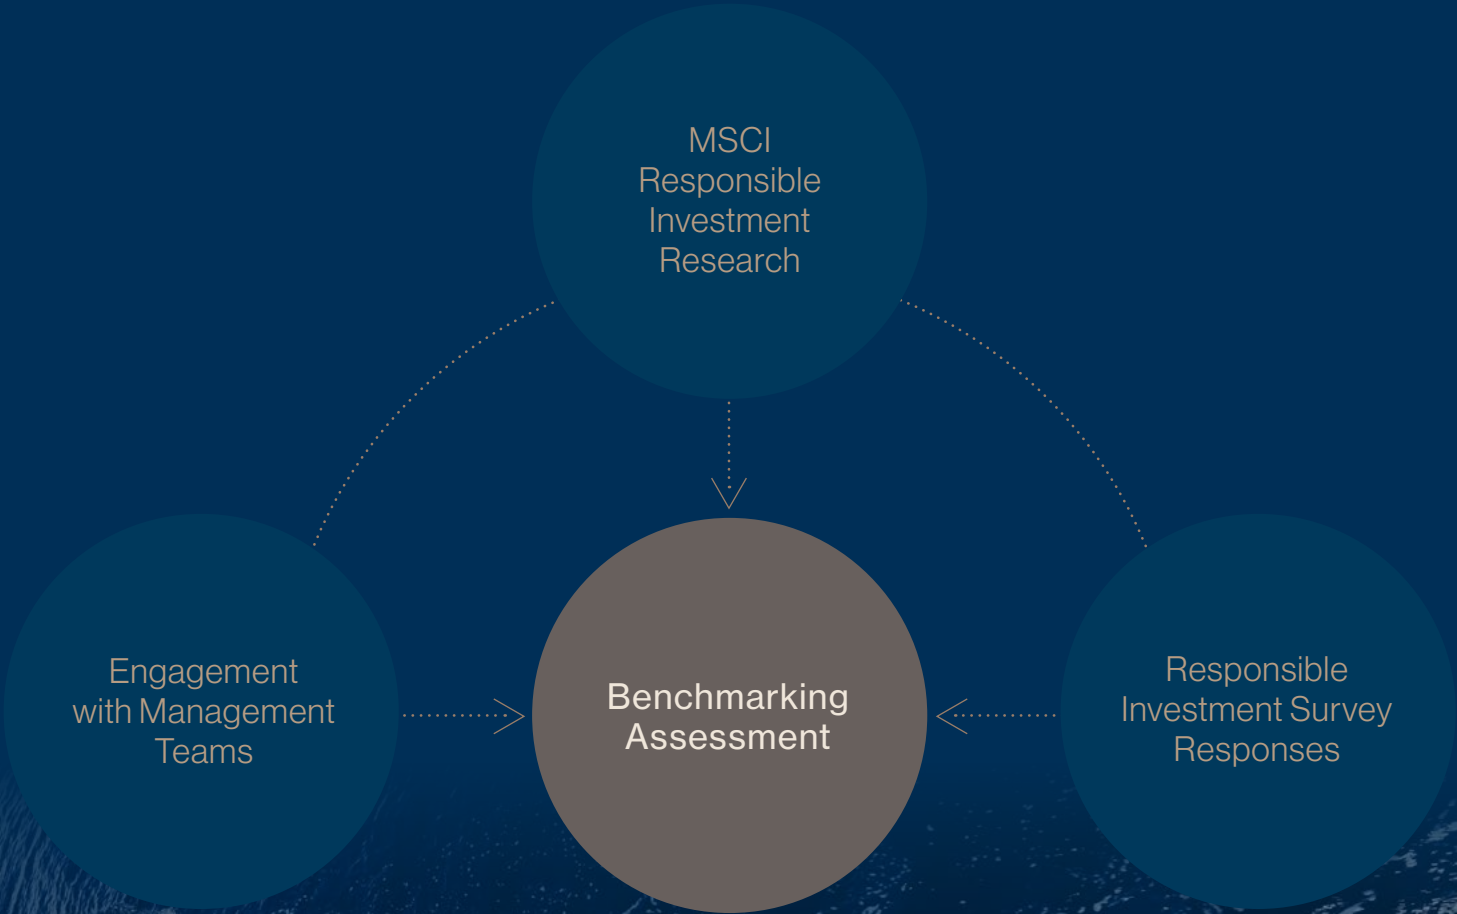 MSCI
Responsible
Investment
Research
Engagement
with Management
Teams
Benchmarking
Assessment
Responsible
Investment Survey
Responses